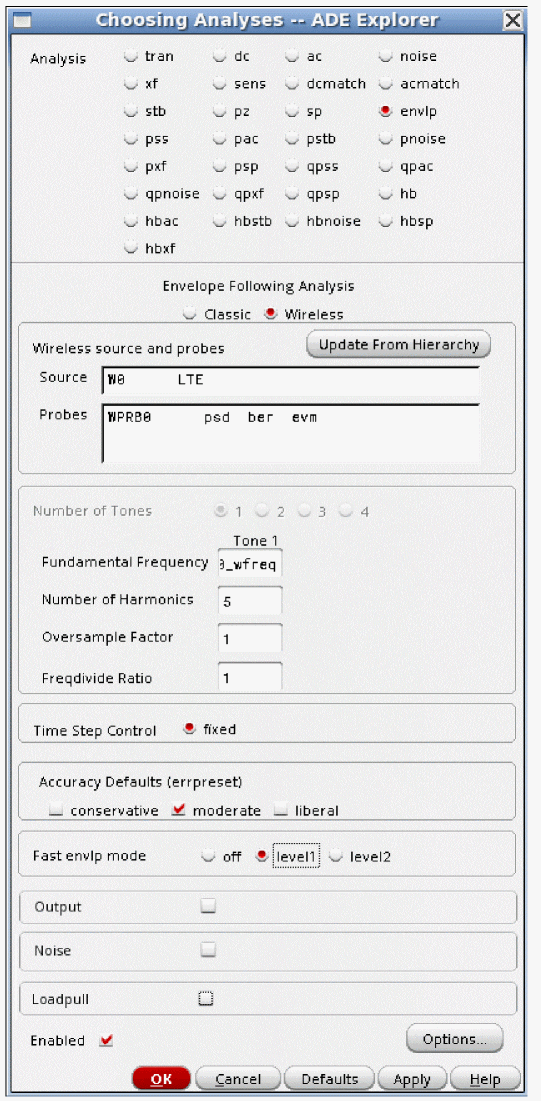 Choosing Analyses -- ADE Explorer
Analysis tran dc ac noise
xf sens dcmatch acmatch
stb pz sp envlp
pss pac pstb pnoise
pxf psp qpss qpac
qpnoise qpxf qpsp hb
hbac hbstb hbnoise hbsp
hbxf
Envelope Following Analysis
Classic Wireless
Wireless source and probes Update From Hierarchy
Source W0 LTE
Probes WPRB0 psd ber evm
Number of Tones 1 2 3 4
Tone 1
Fundamental Frequency 0_wfreq
Number of Harmonics 5
Oversample Factor 1
Freqdivide Ratio 1
Time Step Control fixed
Accuracy Defaults (errpreset)
conservative moderate liberal
Fast envlp mode off level1 level2
Output
Noise
Loadpull
Enabled Options...
OK Cancel Defaults Apply Help